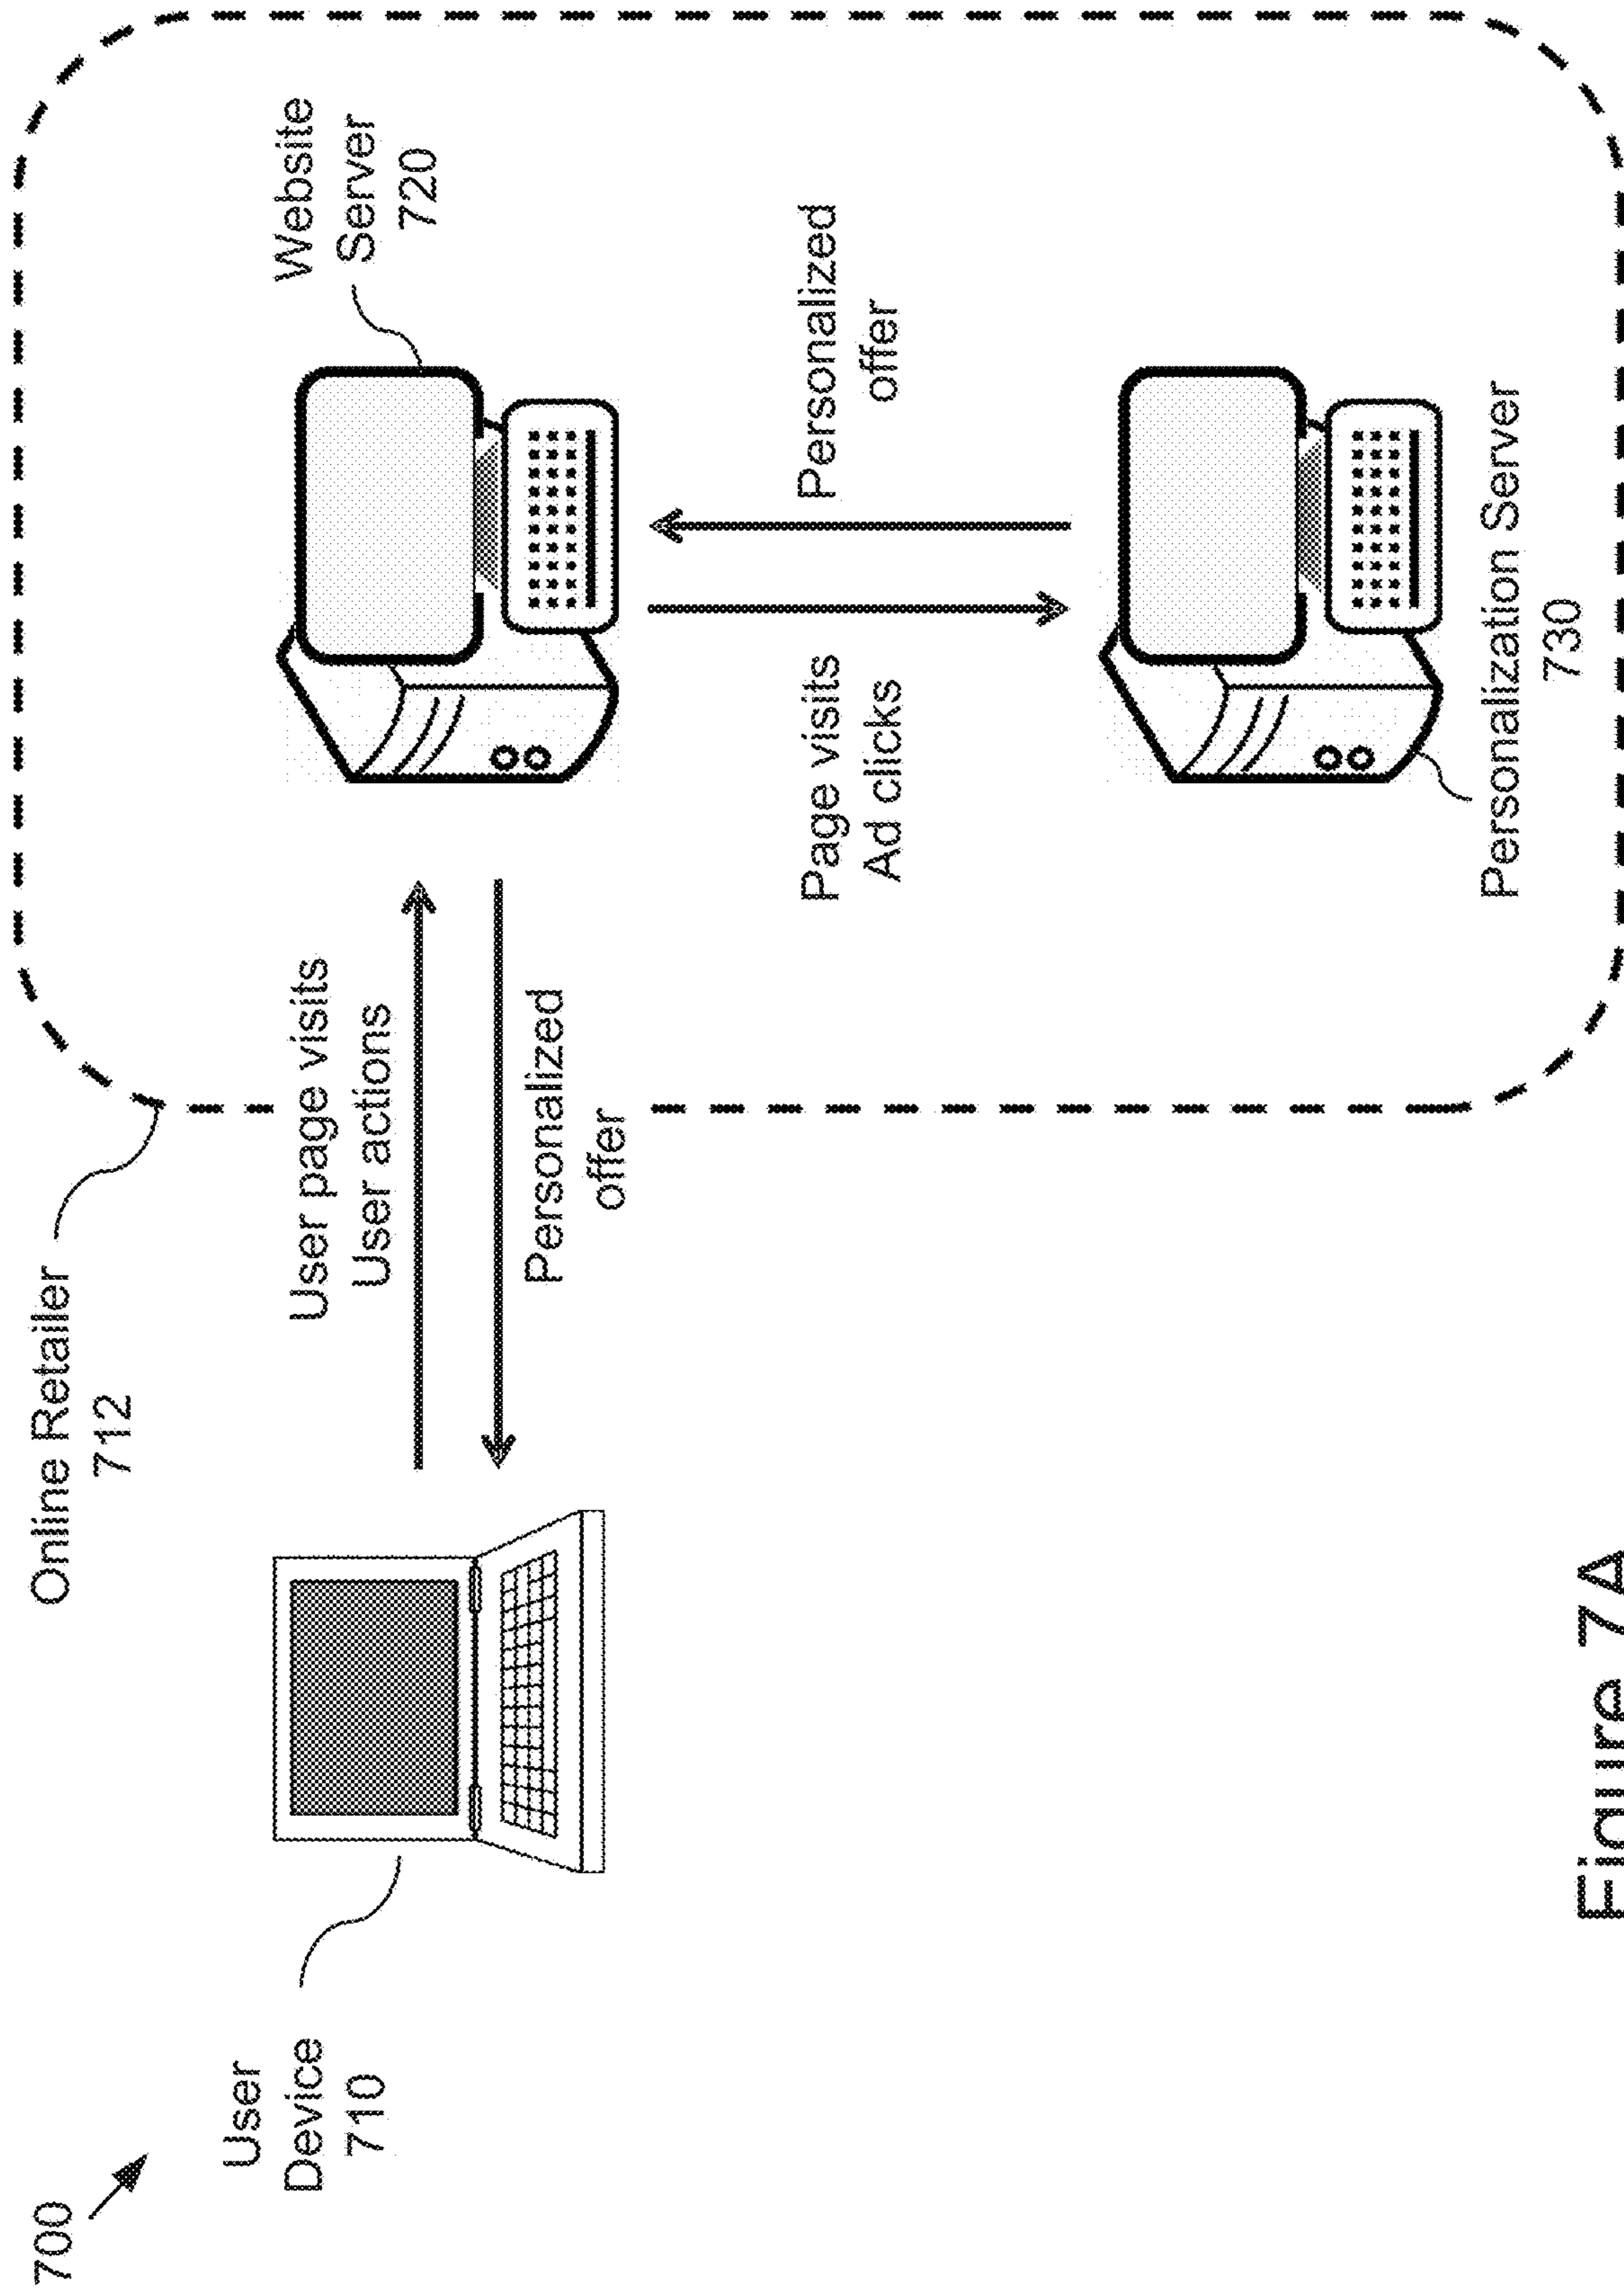 700
Online Retailer
712
User
Device
710
User page visits
User actions
Personalized
offer
Website
Server
720
Page visits
Ad clicks
Personalized
offer
Personalization Server
730
Figure 7A